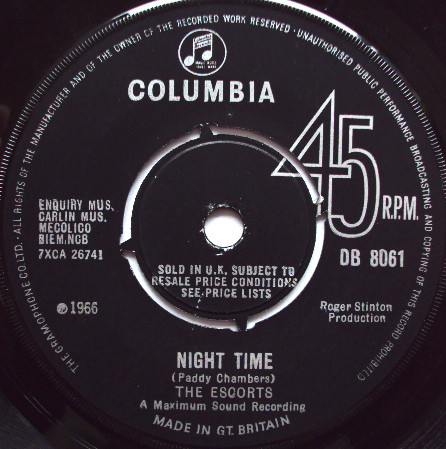 THE GRAMOPHONE CO. LTD. ALL RIGHTS OF THE MANUFACTURER AND OF THE OWNER OF THE RECORDED WORK RESERVED · UNAUTHORISED PUBLIC PERFORMANCE BROADCASTING AND COPYING OF THIS RECORD PROHIBITED
COLUMBIA
45
R.P.M.
ENQUIRY MUS.
CARLIN MUS.
MECOLICO
BIEM.NCB
7XCA 26741
DB 8061
SOLD IN U.K. SUBJECT TO
RESALE PRICE CONDITIONS
SEE PRICE LISTS
℗1966
Roger Stinton
Production
NIGHT TIME
(Paddy Chambers)
THE ESCORTS
A Maximum Sound Recording
MADE IN GT. BRITAIN